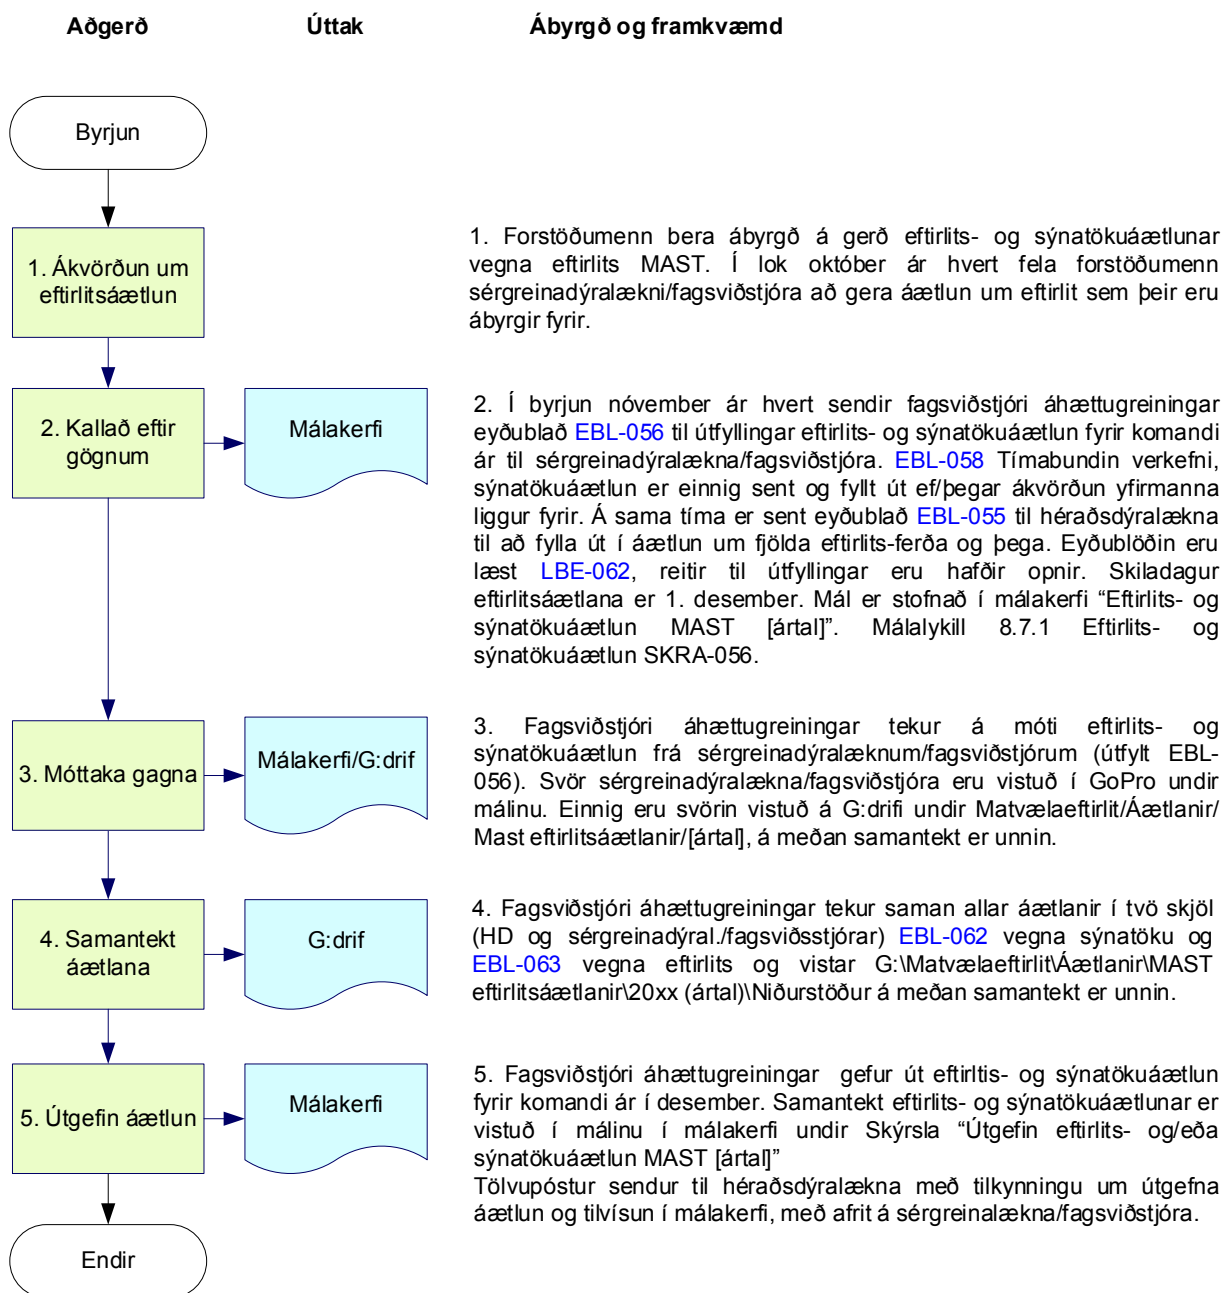 Aðgerð Úttak Ábyrgð og framkvæmd
Byrjun
1. Ákvörðun um
eftirlitsáætlun
1. Forstöðumenn bera ábyrgð á gerð eftirlits- og sýnatökuáætlunar
vegna eftirlits MAST. Í lok október ár hvert fela forstöðumenn
sérgreinadýralækni/fagsviðstjóra að gera áætlun um eftirlit sem þeir eru
ábyrgir fyrir.
2. Kallað eftir
gögnum
Málakerfi
2. Í byrjun nóvember ár hvert sendir fagsviðstjóri áhættugreiningar
eyðublað EBL-056 til útfyllingar eftirlits- og sýnatökuáætlun fyrir komandi
ár til sérgreinadýralækna/fagsviðstjóra. EBL-058 Tímabundin verkefni,
sýnatökuáætlun er einnig sent og fyllt út ef/þegar ákvörðun yfirmanna
liggur fyrir. Á sama tíma er sent eyðublað EBL-055 til héraðsdýralækna
til að fylla út í áætlun um fjölda eftirlits-ferða og þega. Eyðublöðin eru
læst LBE-062, reitir til útfyllingar eru hafðir opnir. Skiladagur
eftirlitsáætlana er 1. desember. Mál er stofnað í málakerfi “Eftirlits- og
sýnatökuáætlun MAST [ártal]”. Málalykill 8.7.1 Eftirlits- og
sýnatökuáætlun SKRA-056.
3. Móttaka gagna
Málakerfi/G:drif
3. Fagsviðstjóri áhættugreiningar tekur á móti eftirlits- og
sýnatökuáætlun frá sérgreinadýralæknum/fagsviðstjórum (útfylt EBL-
056). Svör sérgreinadýralækna/fagsviðstjóra eru vistuð í GoPro undir
málinu. Einnig eru svörin vistuð á G:drifi undir Matvælaeftirlit/Áætlanir/
Mast eftirlitsáætlanir/[ártal], á meðan samantekt er unnin.
4. Samantekt
áætlana
G:drif
4. Fagsviðstjóri áhættugreiningar tekur saman allar áætlanir í tvö skjöl
(HD og sérgreinadýral./fagsviðsstjórar) EBL-062 vegna sýnatöku og
EBL-063 vegna eftirlits og vistar G:\Matvælaeftirlit\Áætlanir\MAST
eftirlitsáætlanir\20xx (ártal)\Niðurstöður á meðan samantekt er unnin.
5. Útgefin áætlun
Málakerfi
5. Fagsviðstjóri áhættugreiningar gefur út eftirltis- og sýnatökuáætlun
fyrir komandi ár í desember. Samantekt eftirlits- og sýnatökuáætlunar er
vistuð í málinu í málakerfi undir Skýrsla “Útgefin eftirlits- og/eða
sýnatökuáætlun MAST [ártal]”
Tölvupóstur sendur til héraðsdýralækna með tilkynningu um útgefna
áætlun og tilvísun í málakerfi, með afrit á sérgreinalækna/fagsviðstjóra.
Endir